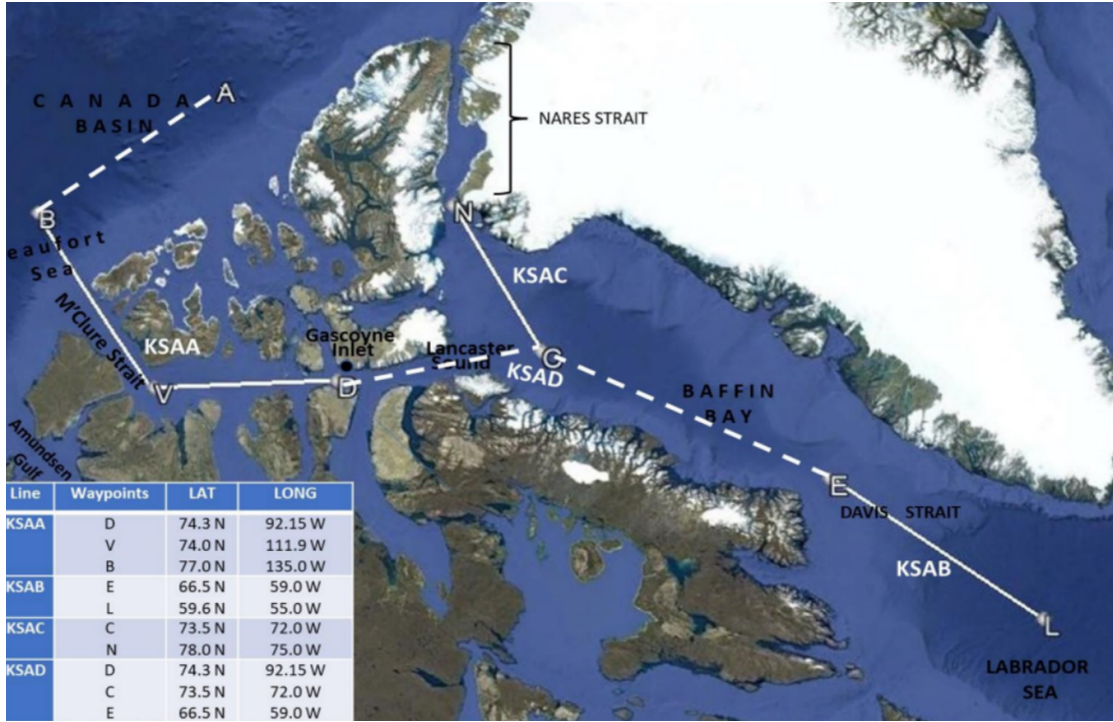 C A N A D A
B A S I N
A
NARES STRAIT
B
N
eaufort
Sea
KSAC
M'Clure Strait
KSAA
Gascoyne
Inlet
Lancaster
Sound
C
KSAD
V
D
BAFFIN
BAY
Amundsen
Gulf
E
DAVIS STRAIT
KSAB
L
LABRADOR
SEA
Line Waypoints LAT LONG
KSAA D 74.3 N 92.15 W
V 74.0 N 111.9 W
B 77.0 N 135.0 W
KSAB E 66.5 N 59.0 W
L 59.6 N 55.0 W
KSAC C 73.5 N 72.0 W
N 78.0 N 75.0 W
KSAD D 74.3 N 92.15 W
C 73.5 N 72.0 W
E 66.5 N 59.0 W